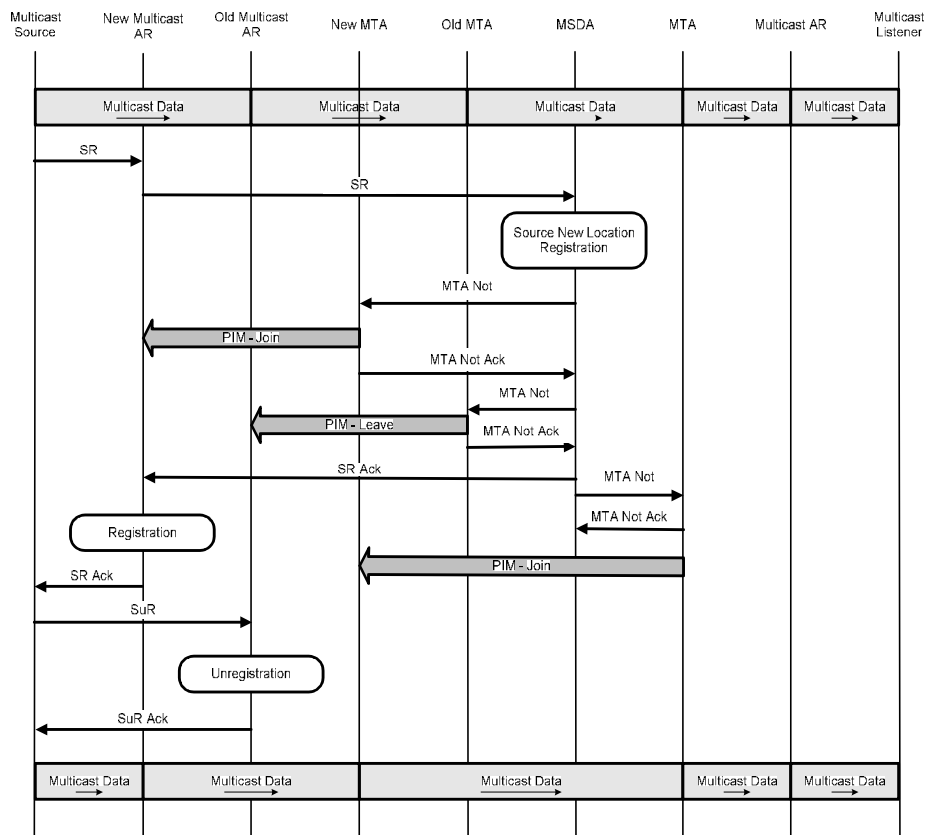 Multicast
Source
New Multicast
AR
Old Multicast
AR
New MTA
Old MTA
MSDA
MTA
Multicast AR
Multicast
Listener
Multicast Data
Multicast Data
Multicast Data
Multicast Data
Multicast Data
SR
SR
Source New Location
Registration
MTA Not
PIM - Join
MTA Not Ack
MTA Not
PIM - Leave
MTA Not Ack
SR Ack
MTA Not
MTA Not Ack
Registration
PIM - Join
SR Ack
SuR
Unregistration
SuR Ack
Multicast Data
Multicast Data
Multicast Data
Multicast Data
Multicast Data